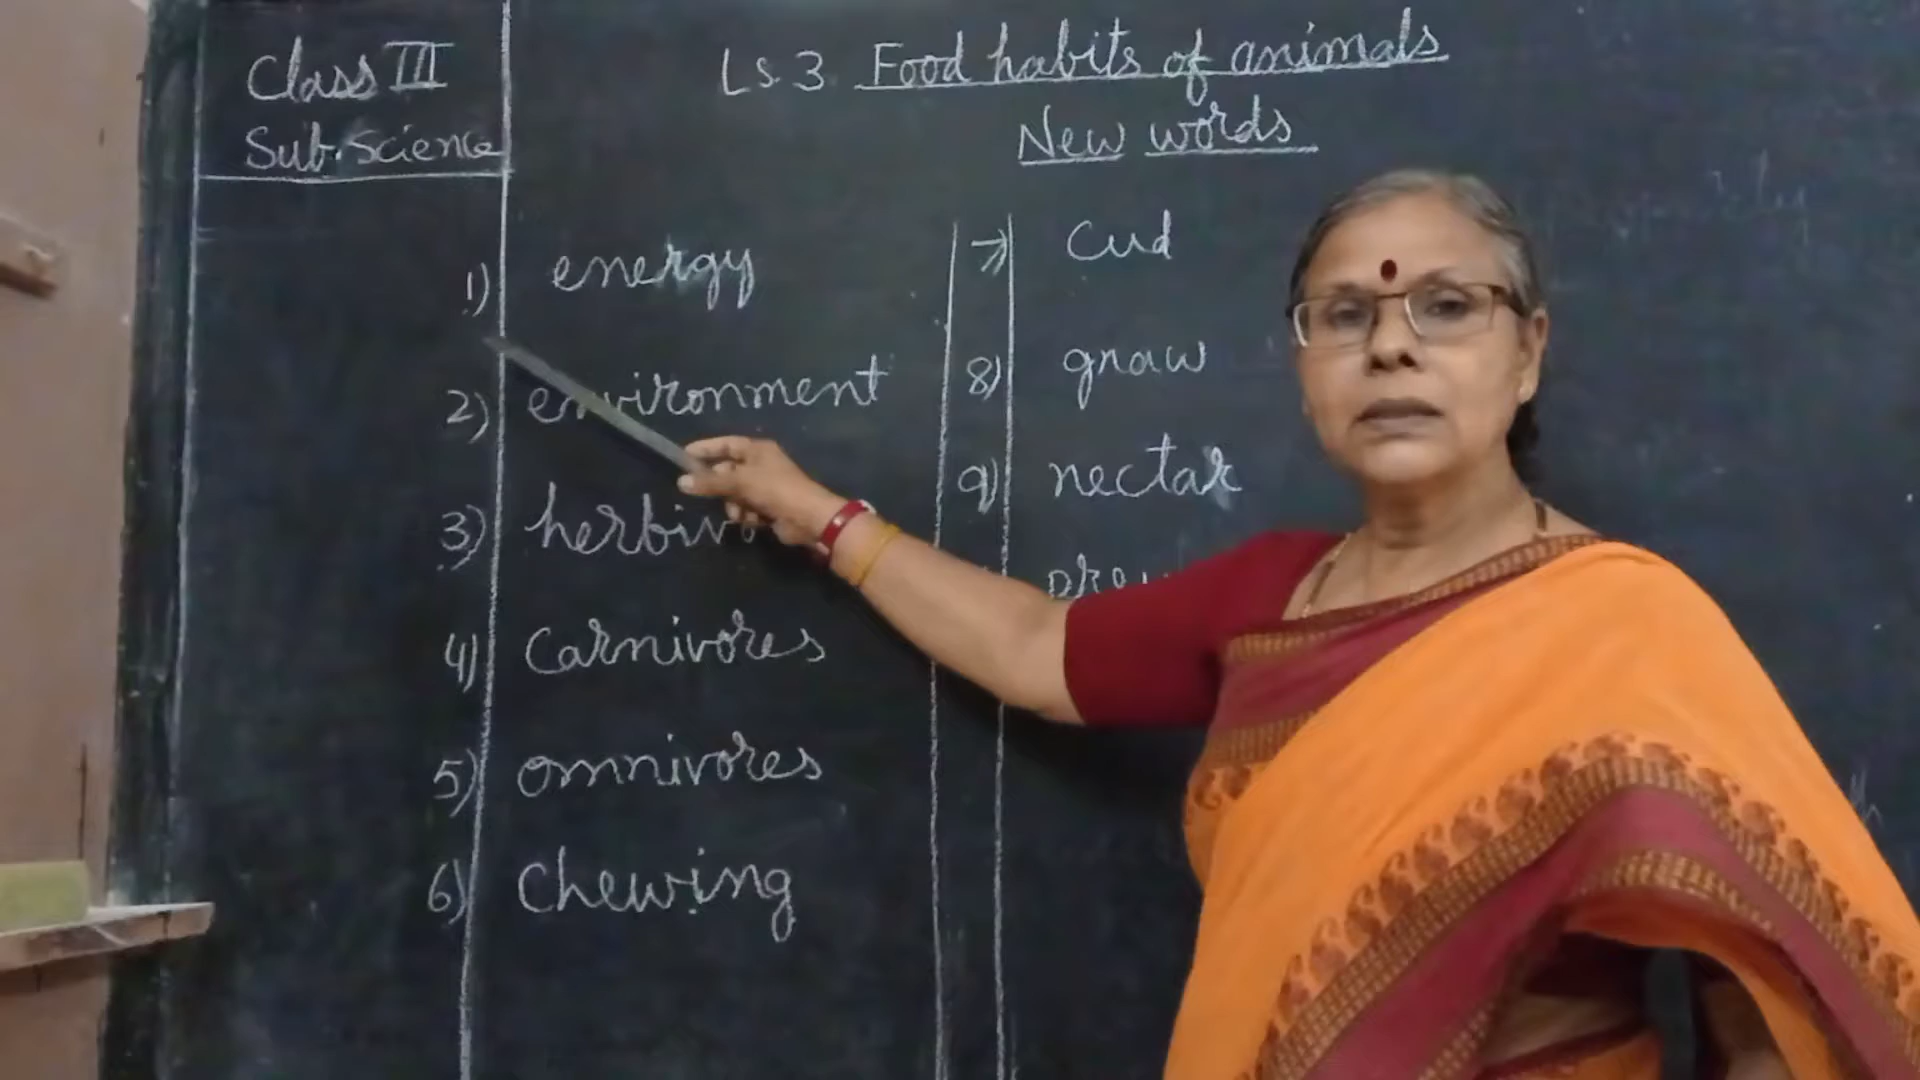 Class III
Sub. Science
Ls. 3 Food habits of animals
New words
1) energy
2) environment
3)
4) Carnivores
5) omnivores
6) Chewing
7) Cud
8) gnaw
9) nectar